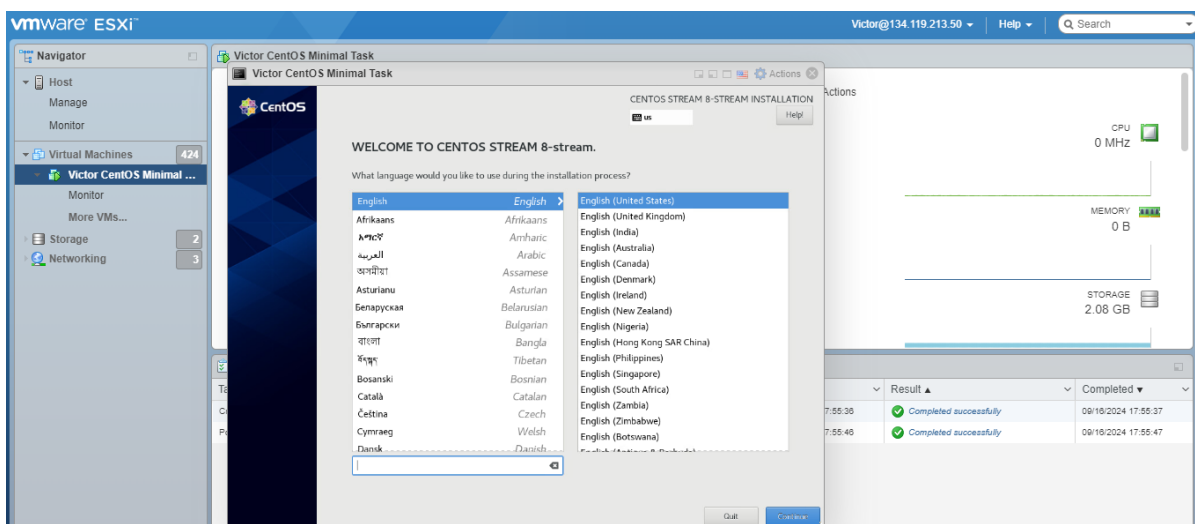 vmware ESXi™
Victor@134.119.213.50
Help
Search
Navigator
Host
Manage
Monitor
Virtual Machines 424
Victor CentOS Minimal ...
Monitor
More VMs...
Storage 2
Networking 3
Victor CentOS Minimal Task
Victor CentOS Minimal Task
Actions
Actions
CentOS
CENTOS STREAM 8-STREAM INSTALLATION
us
Help!
WELCOME TO CENTOS STREAM 8-stream.
What language would you like to use during the installation process?
English English
Afrikaans Afrikaans
አማርኛ Amharic
العربية Arabic
অসমীয়া Assamese
Asturianu Asturian
Беларуская Belarusian
Български Bulgarian
বাংলা Bangla
Tibetan
Bosanski Bosnian
Català Catalan
Čeština Czech
Cymraeg Welsh
Dansk Danish
English (United States)
English (United Kingdom)
English (India)
English (Australia)
English (Canada)
English (Denmark)
English (Ireland)
English (New Zealand)
English (Nigeria)
English (Hong Kong SAR China)
English (Philippines)
English (Singapore)
English (South Africa)
English (Zambia)
English (Zimbabwe)
English (Botswana)
Quit
Continue
CPU
0 MHz
MEMORY
0 B
STORAGE
2.08 GB
Result
Completed
7:55:36
Completed successfully
09/16/2024 17:55:37
7:55:46
Completed successfully
09/16/2024 17:55:47